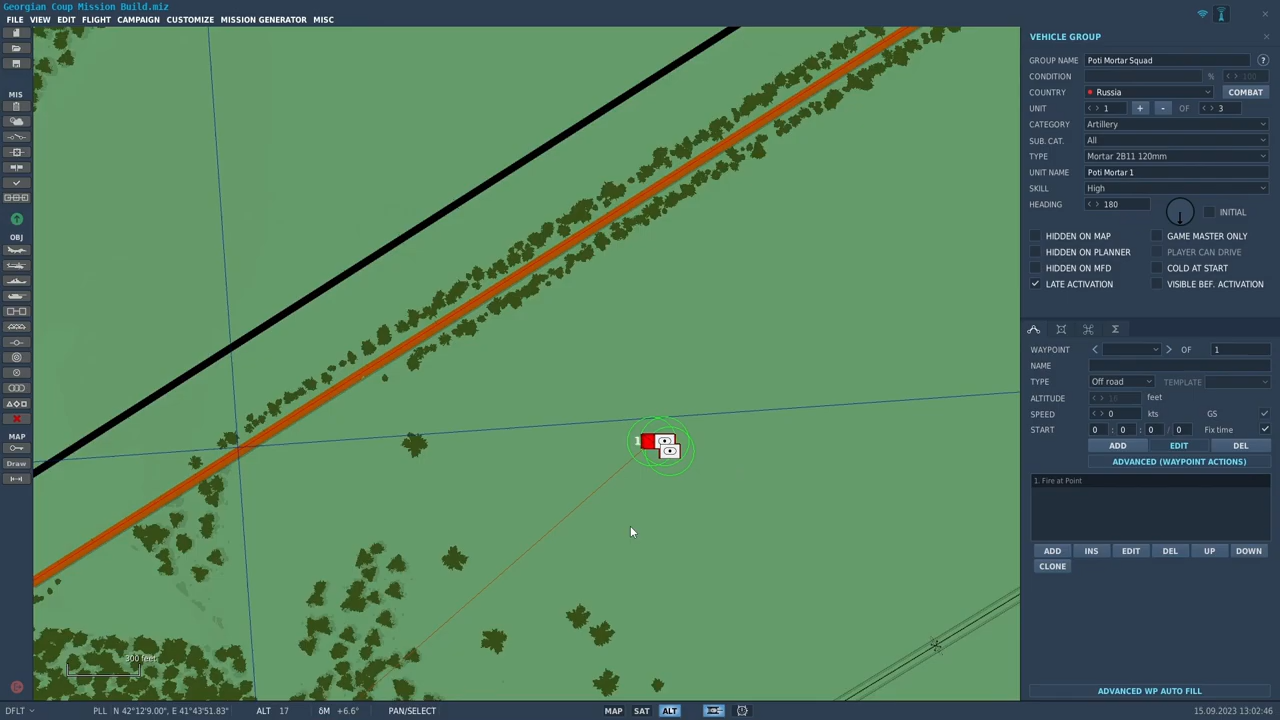 Georgian Coup Mission Build.miz
FILE VIEW EDIT FLIGHT CAMPAIGN CUSTOMIZE MISSION GENERATOR MISC
MIS
OBJ
MAP
Draw
1
300 feet
VEHICLE GROUP
GROUP NAME Poti Mortar Squad ?
CONDITION % 100
COUNTRY Russia COMBAT
UNIT 1 + - OF 3
CATEGORY Artillery
SUB. CAT. All
TYPE Mortar 2B11 120mm
UNIT NAME Poti Mortar 1
SKILL High
HEADING 180 INITIAL
HIDDEN ON MAP GAME MASTER ONLY
HIDDEN ON PLANNER PLAYER CAN DRIVE
HIDDEN ON MFD COLD AT START
LATE ACTIVATION VISIBLE BEF. ACTIVATION
WAYPOINT OF 1
NAME
TYPE Off road TEMPLATE
ALTITUDE feet
SPEED 0 kts GS
START 0 : 0 : 0 / 0 Fix time
ADD EDIT DEL
ADVANCED (WAYPOINT ACTIONS)
1. Fire at Point
ADD INS EDIT DEL UP DOWN
CLONE
ADVANCED WP AUTO FILL
DFLT PLL N 42°12'9.00" E 41°43'51.83" ALT 17 δM +6.6° PAN/SELECT MAP SAT ALT 15.09.2023 13:02:46